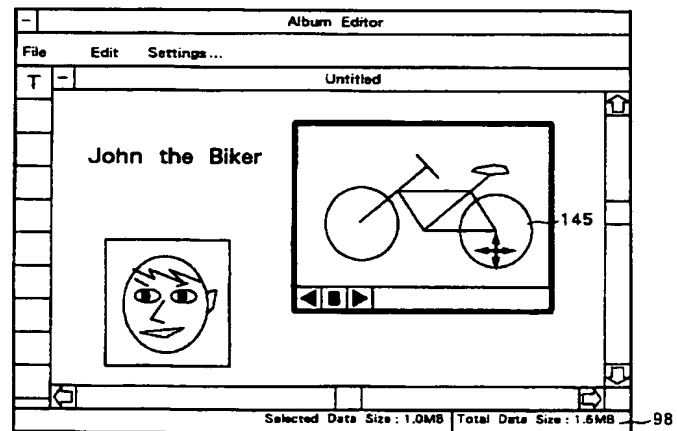 Album Editor
File Edit Settings...
T
Untitled
John the Biker
145
Selected Data Size : 1.0MB Total Data Size : 1.6MB
98